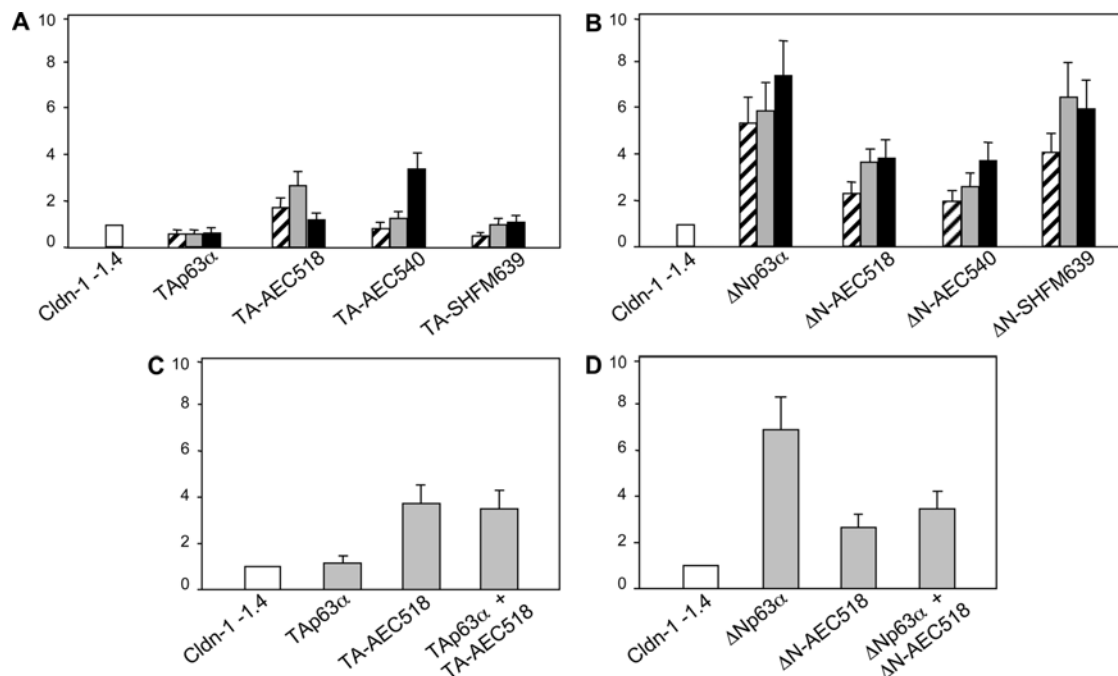 A
10
8
6
4
2
0
Cldn-1 -1.4
TAp63α
TA-AEC518
TA-AEC540
TA-SHFM639
B
10
8
6
4
2
0
Cldn-1 -1.4
ΔNp63α
ΔN-AEC518
ΔN-AEC540
ΔN-SHFM639
C
10
8
6
4
2
0
Cldn-1 -1.4
TAp63α
TA-AEC518
TAp63α +
TA-AEC518
D
10
8
6
4
2
0
Cldn-1 -1.4
ΔNp63α
ΔN-AEC518
ΔNp63α +
ΔN-AEC518